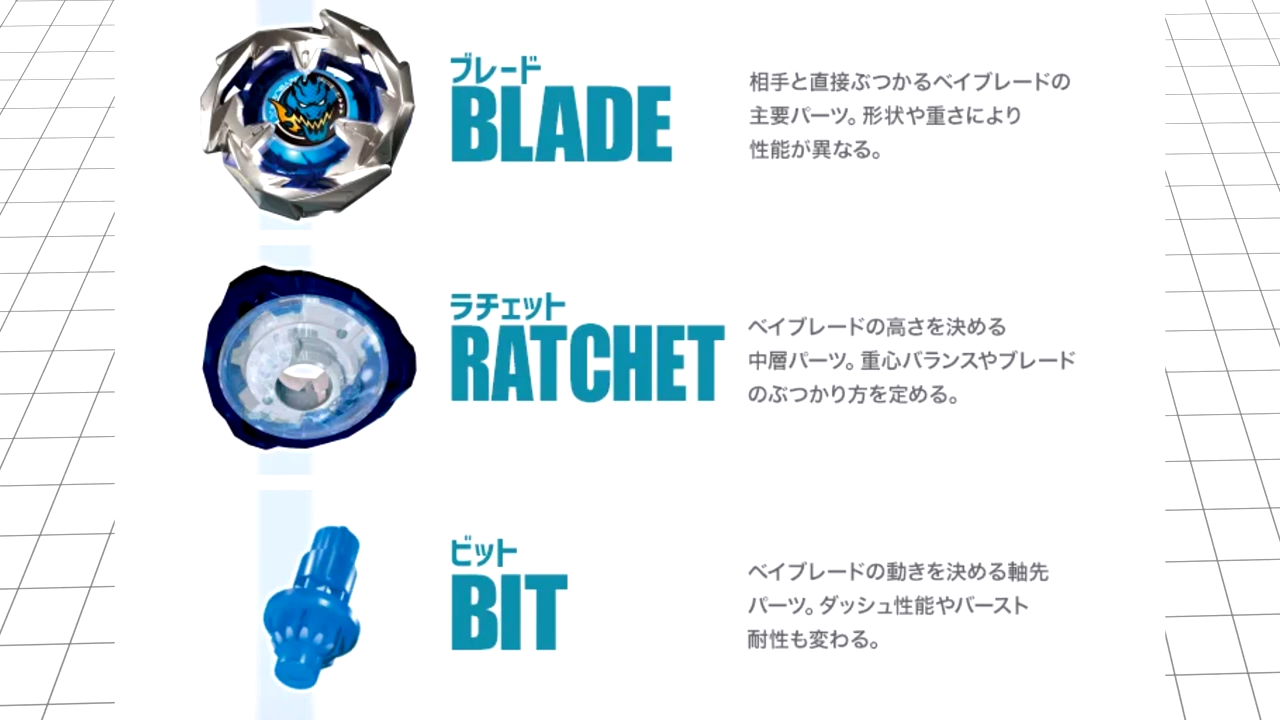 ブレード
BLADE
相手と直接ぶつかるベイブレードの
主要パーツ。形状や重さにより
性能が異なる。
ラチェット
RATCHET
ベイブレードの高さを決める
中層パーツ。重心バランスやブレード
のぶつかり方を定める。
ビット
BIT
ベイブレードの動きを決める軸先
パーツ。ダッシュ性能やバースト
耐性も変わる。